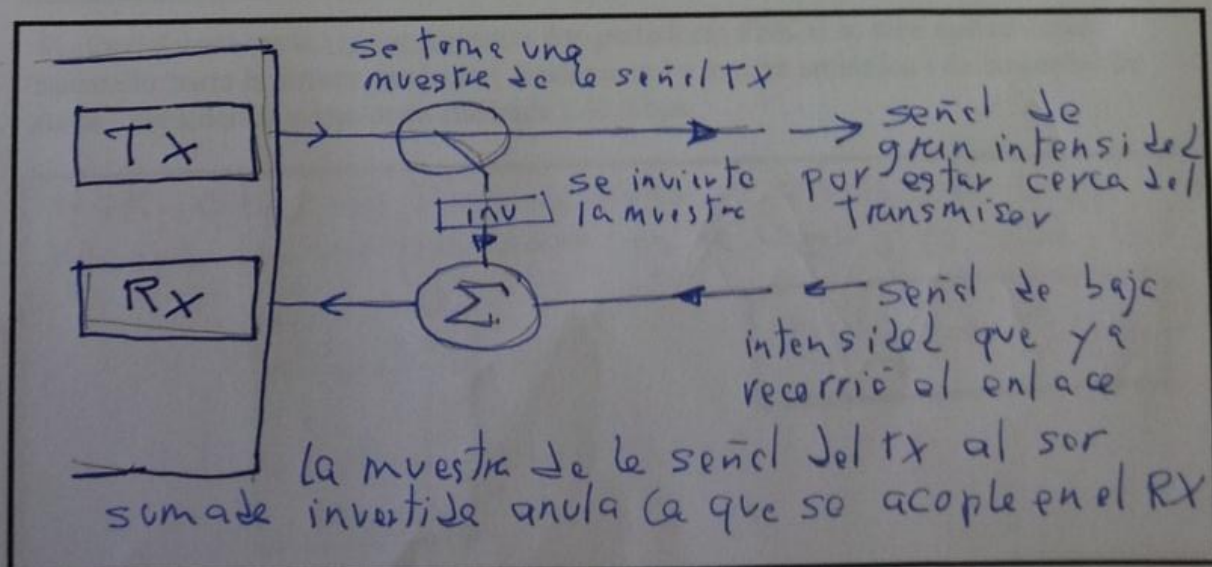 se toma una
muestra de la señal TX
TX
señal de
gran intensidad
por estar cerca del
transmisor
se invierte
la muestra
inv
RX
Σ
señal de baja
intensidad que ya
recorrió el enlace
La muestra de la señal del TX al ser
sumada invertida anula la que se acople en el RX